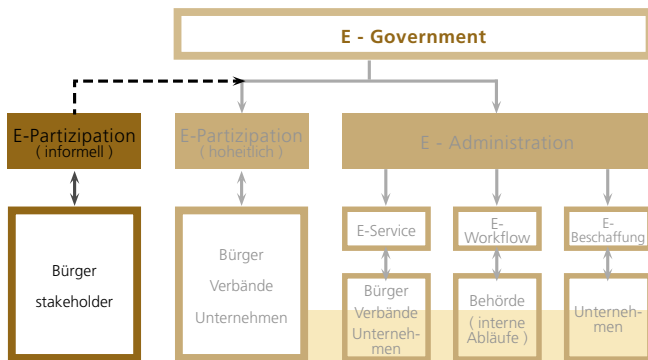 E - Government
E-Partizipation
( informell )
E-Partizipation
( hoheitlich )
E - Administration
E-Service
E-
Workflow
E-
Beschaffung
Bürger
stakeholder
Bürger
Verbände
Unternehmen
Bürger
Verbände
Unterneh-
men
Behörde
( interne
Abläufe )
Unterneh-
men